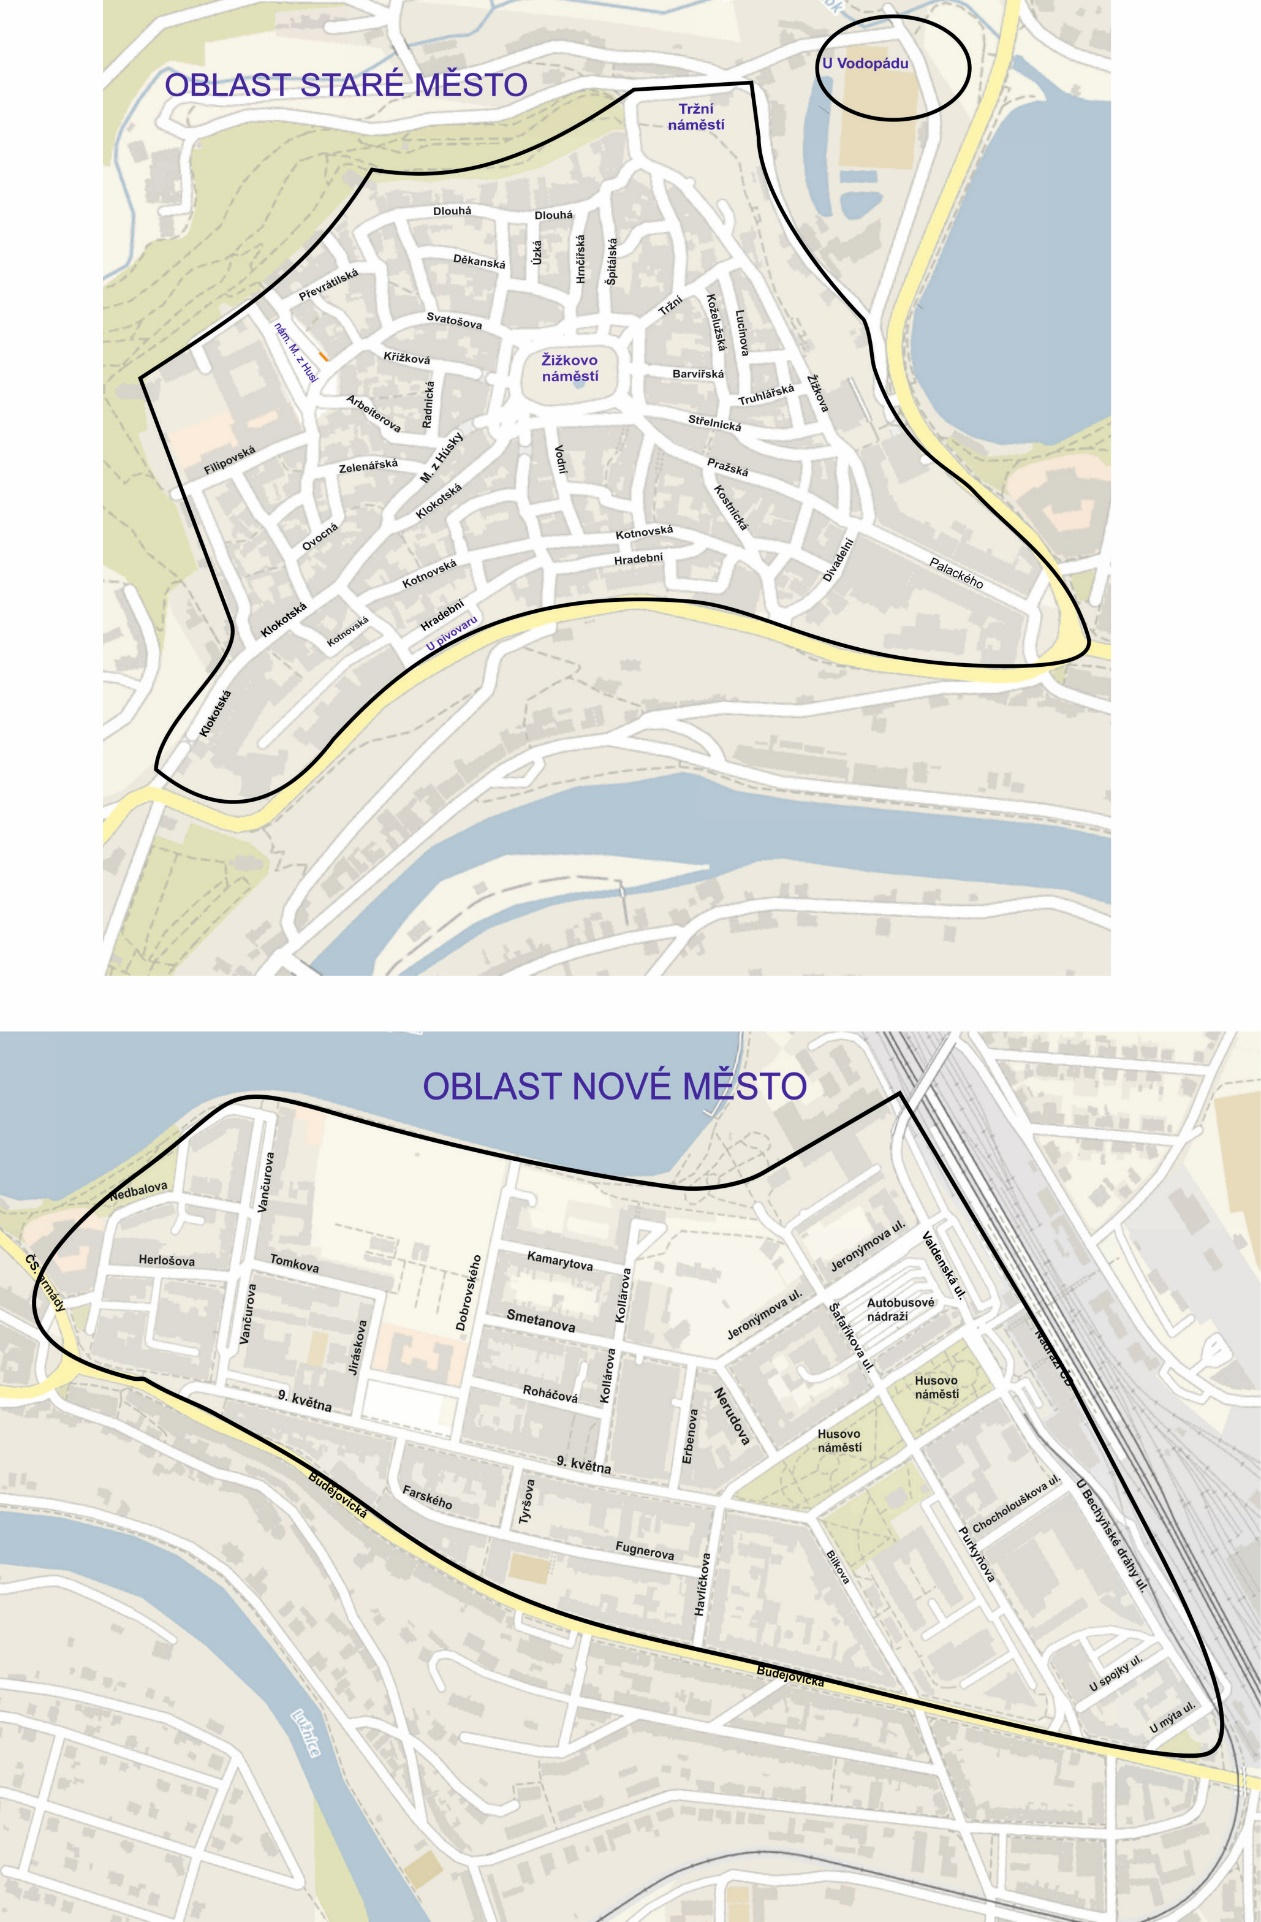 U Vodopádu
OBLAST STARÉ MĚSTO
Tržní
náměstí
Dlouhá
Dlouhá
Úzká
Hrnčířská
Špitálská
Děkanská
Převrátilská
Tržní
Koželužská
Lucinova
Svatošova
nám. M. z Husi
Křížková
Žižkovo
náměstí
Barvířská
Radnická
Truhlářská
Žižkova
Arbeiterova
Střelnická
M. z Húsky
Vodní
Filipovská
Zelenářská
Pražská
Klokotská
Kostnická
Ovocná
Kotnovská
Hradební
Divadelní
Palackého
Kotnovská
Klokotská
Hradební
Kotnovská
U pivovaru
Klokotská
OBLAST NOVÉ MĚSTO
Nedbalova
Vančurova
Jeronýmova ul.
Valdenská ul.
Herlošova
Tomkova
Kamarytova
ČS. armády
Dobrovského
Kollárova
Autobusové
nádraží
Vančurova
Jeronýmova ul.
Šafaříkova ul.
Smetanova
Jiráskova
Nádraží ČD
Kollárova
Husovo
náměstí
Roháčová
9. května
Nerudova
Erbenova
Husovo
náměstí
9. května
Budějovická
Farského
Tyršova
Chocholouškova ul.
U Bechyňské dráhy ul.
Fugnerova
Purkyňova
Bílkova
Havlíčkova
Budějovická
U spojky ul.
U mýta ul.
Lužnice